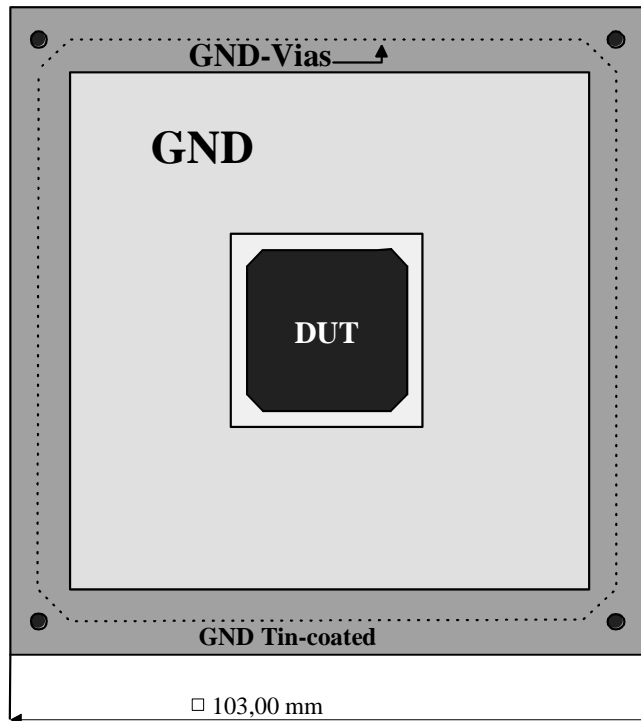 GND-Vias
GND
DUT
GND Tin-coated
□ 103,00 mm